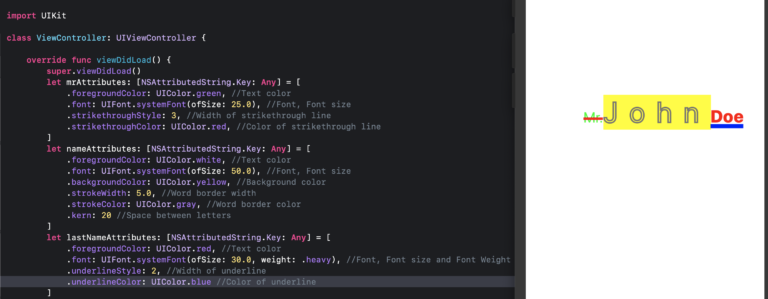 import UIKit
class ViewController: UIViewController {
override func viewDidLoad() {
super.viewDidLoad()
let mrAttributes: [NSAttributedString.Key: Any] = [
.foregroundColor: UIColor.green, //Text color
.font: UIFont.systemFont(ofSize: 25.0), //Font, Font size
.strikethroughStyle: 3, //Width of strikethrough line
.strikethroughColor: UIColor.red, //Color of strikethrough line
]
let nameAttributes: [NSAttributedString.Key: Any] = [
.foregroundColor: UIColor.white, //Text color
.font: UIFont.systemFont(ofSize: 50.0), //Font, Font size
.backgroundColor: UIColor.yellow, //Background color
.strokeWidth: 5.0, //Word border width
.strokeColor: UIColor.gray, //Word border color
.kern: 20 //Space between letters
]
let lastNameAttributes: [NSAttributedString.Key: Any] = [
.foregroundColor: UIColor.red, //Text color
.font: UIFont.systemFont(ofSize: 30.0, weight: .heavy), //Font, Font size and Font Weight
.underlineStyle: 2, //Width of underline
.underlineColor: UIColor.blue //Color of underline
]
Mr.John Doe